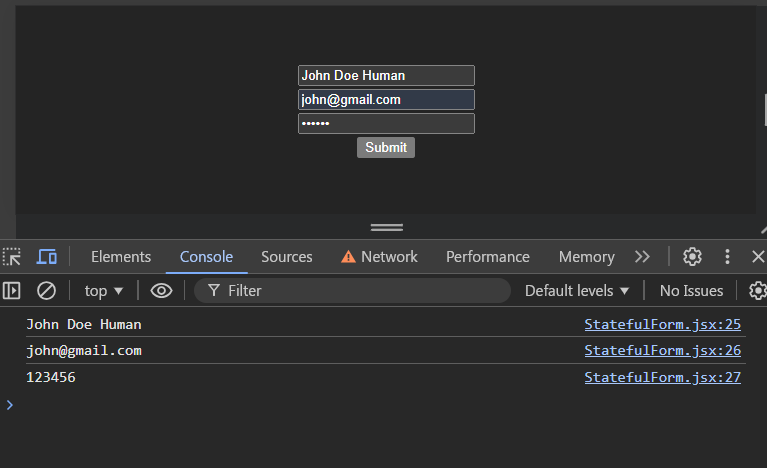 John Doe Human
john@gmail.com
••••••
Submit
Elements Console Sources Network Performance Memory
top Filter Default levels No Issues
John Doe Human StatefulForm.jsx:25
john@gmail.com StatefulForm.jsx:26
123456 StatefulForm.jsx:27